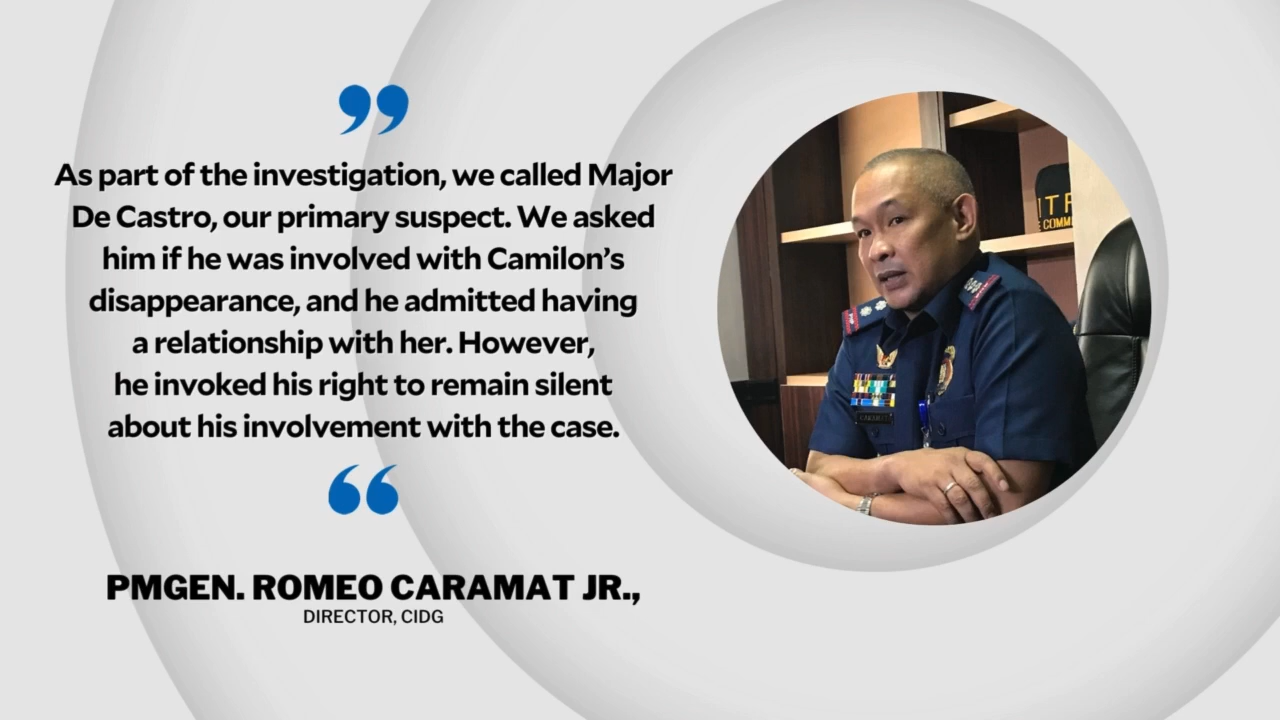 ”
As part of the investigation, we called Major
De Castro, our primary suspect. We asked
him if he was involved with Camilon’s
disappearance, and he admitted having
a relationship with her. However,
he invoked his right to remain silent
about his involvement with the case.
“
PMGEN. ROMEO CARAMAT JR.,
DIRECTOR, CIDG